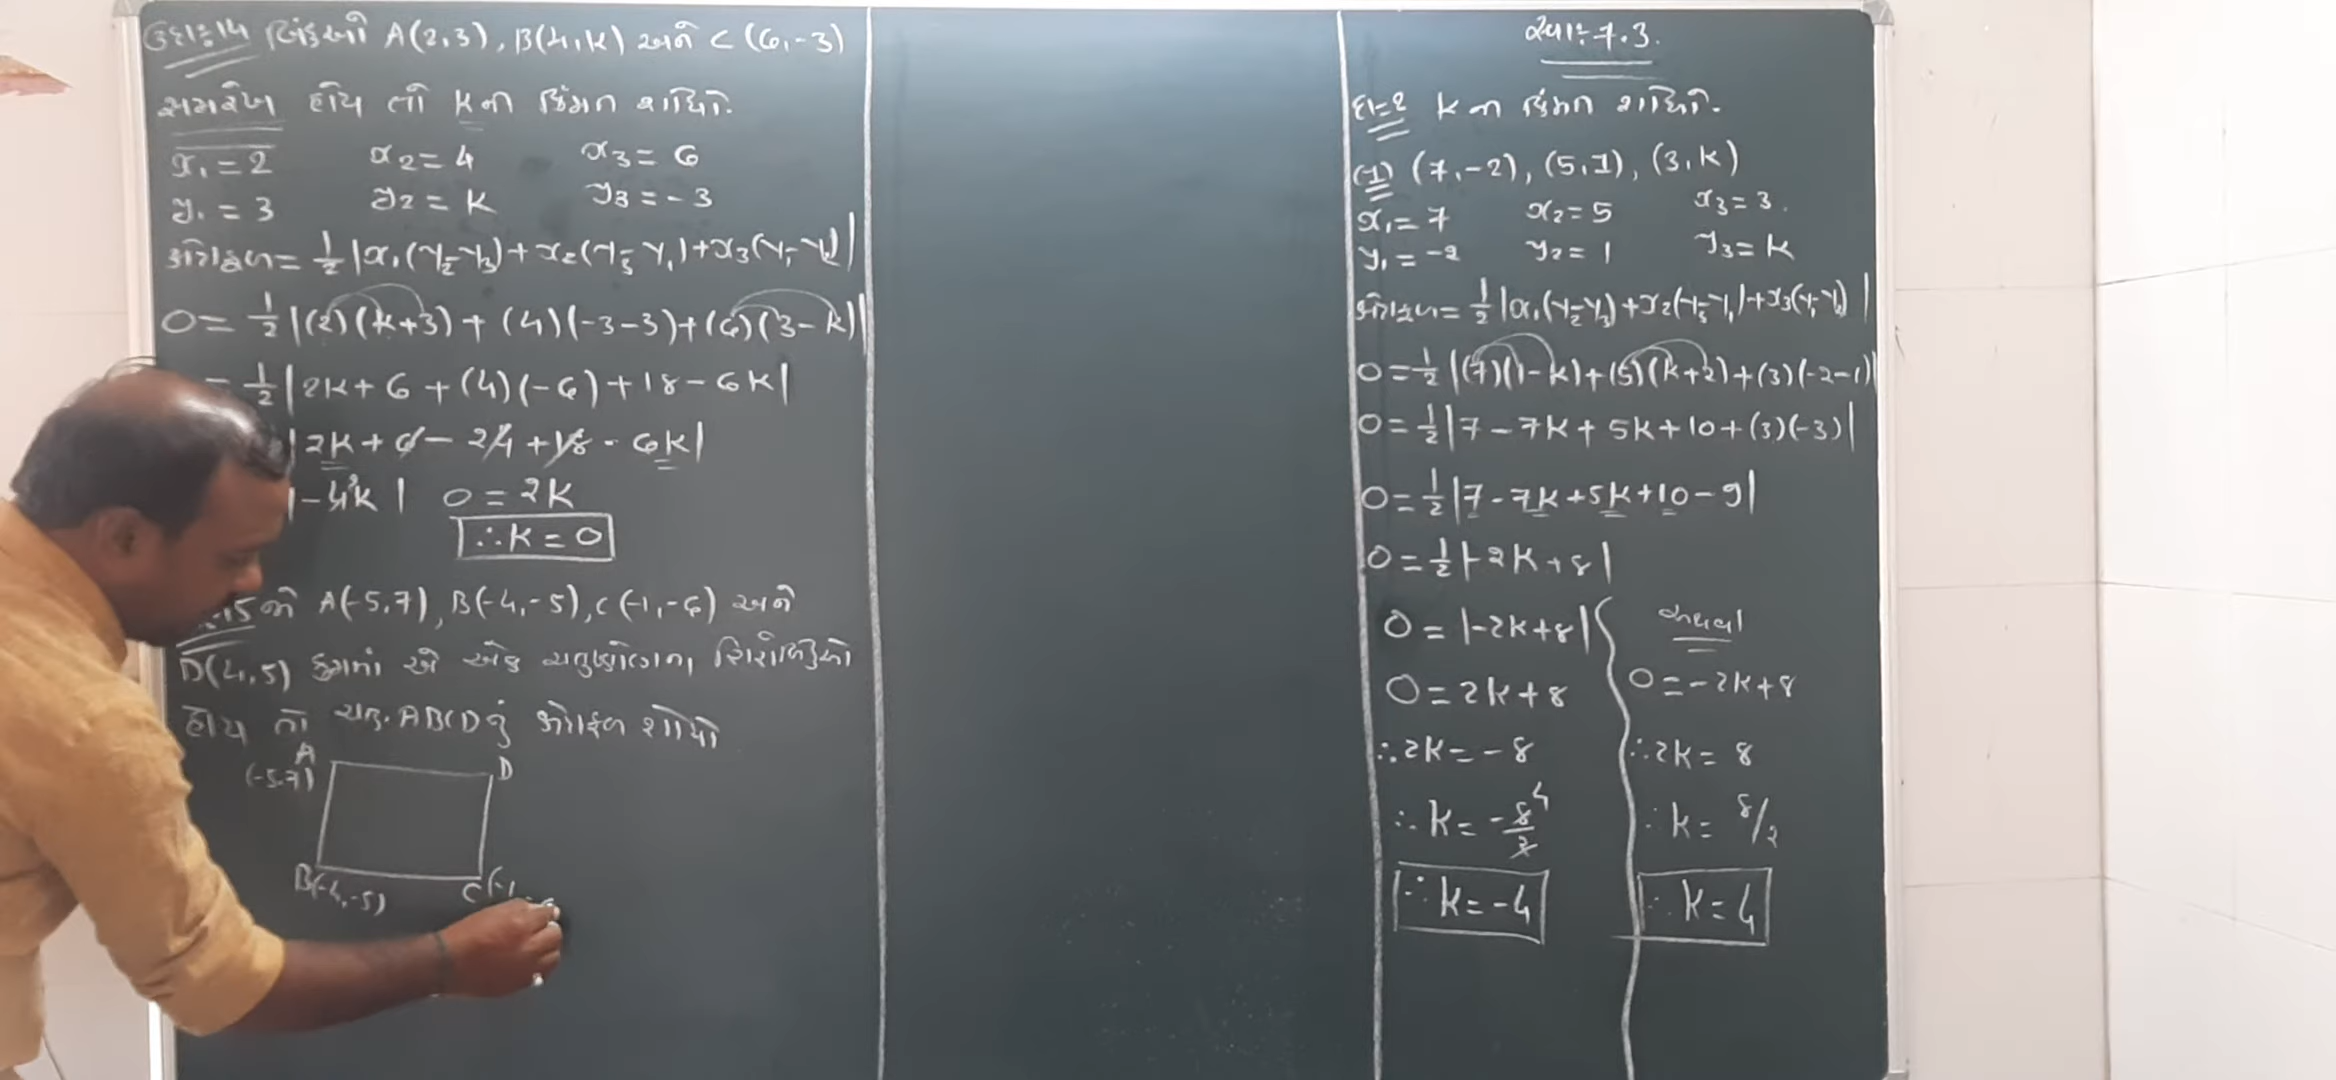 ઉદા:૧૫ બિંદુઓ A(2,3), B(4,K) અને C(6,-3)
સમરેખ હોય તો K ની કિંમત શોધો.
x₁ = 2 x₂ = 4 x₃ = 6
y₁ = 3 y₂ = K y₃ = -3
ક્ષેત્રફળ = 1/2 |x₁(y₂-y₃)+x₂(y₃-y₁)+x₃(y₁-y₂)|
0 = 1/2 |(2)(k+3) + (4)(-3-3)+(6)(3-k)|
= 1/2 |2K+6+(4)(-6)+18-6K|
|2K+6-24+18-6K|
|-4²k| 0 = 2K
∴K = 0
જો A(-5,7), B(-4,-5), C(-1,-6) અને
D(4,5) ક્રમમાં એ એક ચતુષ્કોણના શિરોબિંદુઓ
હોય તો ચતુ. ABCD નું ક્ષેત્રફળ શોધો
A
(-5,7)
D
B(-4,-5)
C(-1,-6
સ્વા:-7.3.
દા-2 K ની કિંમત શોધો.
(1) (7,-2), (5,1), (3,K)
x₁ = 7 x₂ = 5 x₃ = 3.
y₁ = -2 y₂ = 1 y₃ = K
ક્ષેત્રફળ = 1/2 |x₁(y₂-y₃)+x₂(y₃-y₁)+x₃(y₁-y₂)|
0 = 1/2 |(7)(1-K)+(5)(K+2)+(3)(-2-1)|
0 = 1/2 |7-7K+5K+10+(3)(-3)|
0 = 1/2 |7-7K+5K+10-9|
0 = 1/2 |-2K+8|
0 = |-2K+8|
0 = 2K+8
∴2K = -8
∴K = -8⁴/2
∴K = -4
અથવા
0 = -2K+8
∴2K = 8
∴K = 8/2
∴K = 4